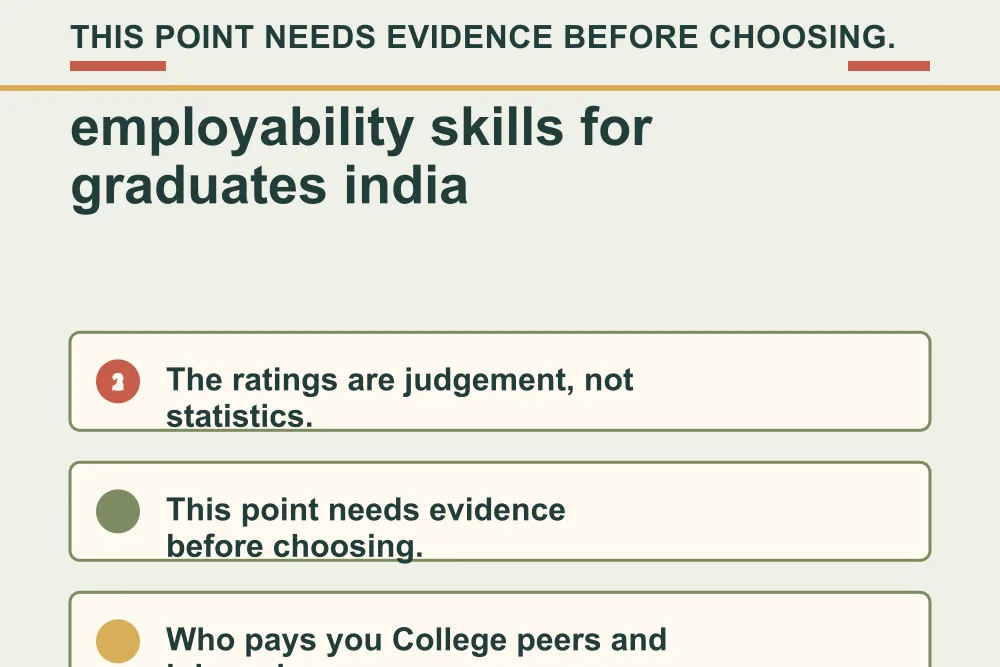 THIS POINT NEEDS EVIDENCE BEFORE CHOOSING.
employability skills for
graduates india
The ratings are judgement, not
statistics.
This point needs evidence
before choosing.
Who pays you College peers and